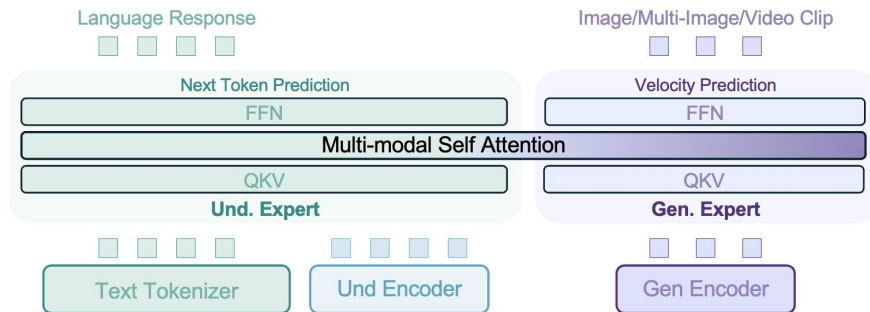 Language Response
Image/Multi-Image/Video Clip
Next Token Prediction
Velocity Prediction
FFN
FFN
Multi-modal Self Attention
QKV
QKV
Und. Expert
Gen. Expert
Text Tokenizer
Und Encoder
Gen Encoder